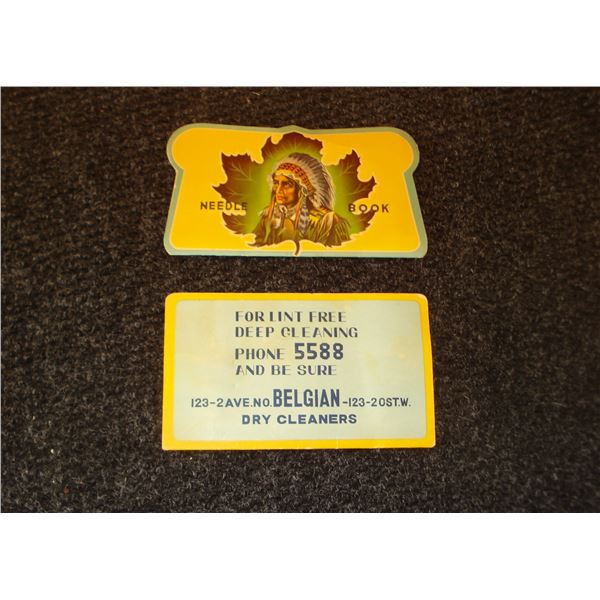 NEEDLE BOOK
FOR LINT FREE
DEEP CLEANING
PHONE 5588
AND BE SURE
123-2AVE.NO. BELGIAN -123-20ST.W.
DRY CLEANERS